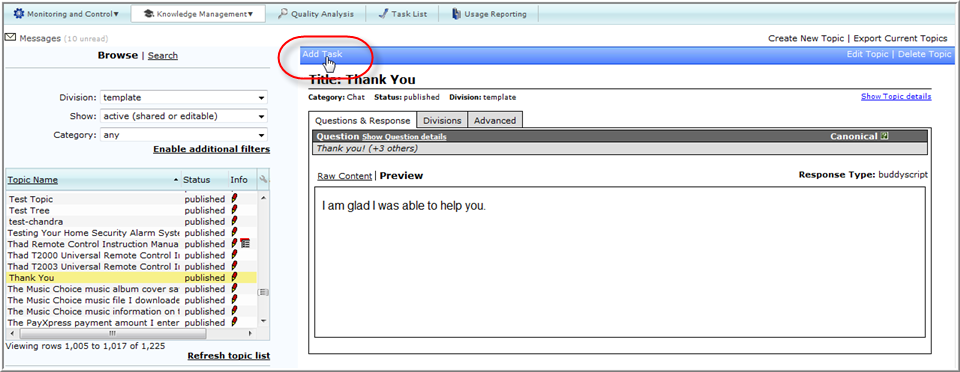 Monitoring and Control▼ Knowledge Management▼ Quality Analysis Task List Usage Reporting
Messages (10 unread)
Create New Topic | Export Current Topics
Browse | Search
Add Task
Edit Topic | Delete Topic
Title: Thank You
Category: Chat Status: published Division: template
Show Topic details
Division: template
Show: active (shared or editable)
Category: any
Enable additional filters
Questions & Response Divisions Advanced
Question Show Question details Canonical ?
Thank you! (+3 others)
Raw Content | Preview
Response Type: buddyscript
I am glad I was able to help you.
Topic Name Status Info
Test Topic published
Test Tree published
test-chandra published
Testing Your Home Security Alarm Syste published
Thad Remote Control Instruction Manua published
Thad T2000 Universal Remote Control In published
Thad T2003 Universal Remote Control In published
Thank You published
The Music Choice music album cover sa published
The Music Choice music file I downloade published
The Music Choice music information on t published
The PayXpress payment amount I enter published
Viewing rows 1,005 to 1,017 of 1,225
Refresh topic list